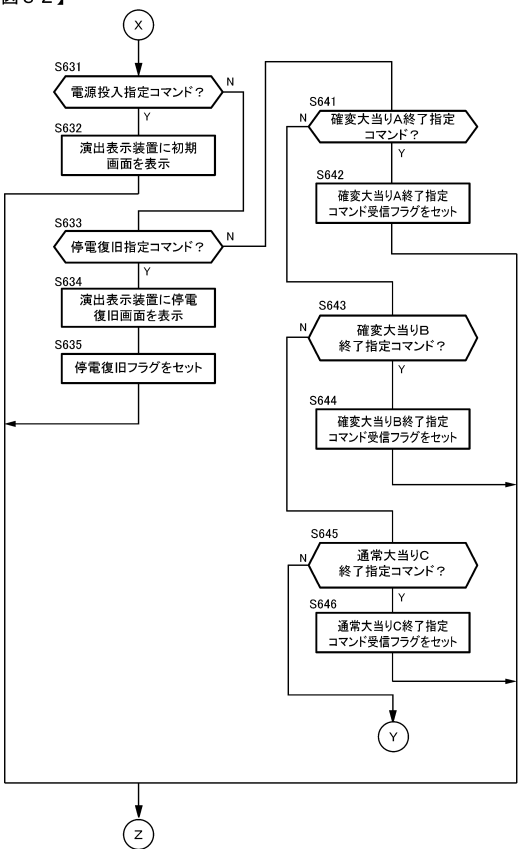 X
S631
電源投入指定コマンド？
N
Y
S632
演出表示装置に初期
画面を表示
S633
停電復旧指定コマンド？
N
Y
S634
演出表示装置に停電
復旧画面を表示
S635
停電復旧フラグをセット
S641
N
確変大当りA終了指定
コマンド？
Y
S642
確変大当りA終了指定
コマンド受信フラグをセット
S643
N
確変大当りB
終了指定コマンド？
Y
S644
確変大当りB終了指定
コマンド受信フラグをセット
S645
N
通常大当りC
終了指定コマンド？
Y
S646
通常大当りC終了指定
コマンド受信フラグをセット
Y
Z